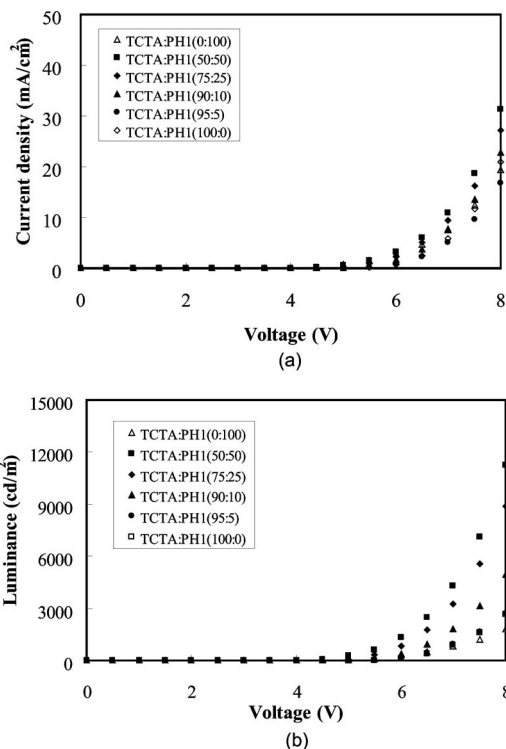 50
40
30
20
10
0
Current density (mA/cm²)
△ TCTA:PH1(0:100)
■ TCTA:PH1(50:50)
◆ TCTA:PH1(75:25)
▲ TCTA:PH1(90:10)
● TCTA:PH1(95:5)
◇ TCTA:PH1(100:0)
0 2 4 6 8
Voltage (V)
(a)
15000
12000
9000
6000
3000
0
Luminance (cd/m²)
△ TCTA:PH1(0:100)
■ TCTA:PH1(50:50)
◆ TCTA:PH1(75:25)
▲ TCTA:PH1(90:10)
● TCTA:PH1(95:5)
□ TCTA:PH1(100:0)
0 2 4 6 8
Voltage (V)
(b)